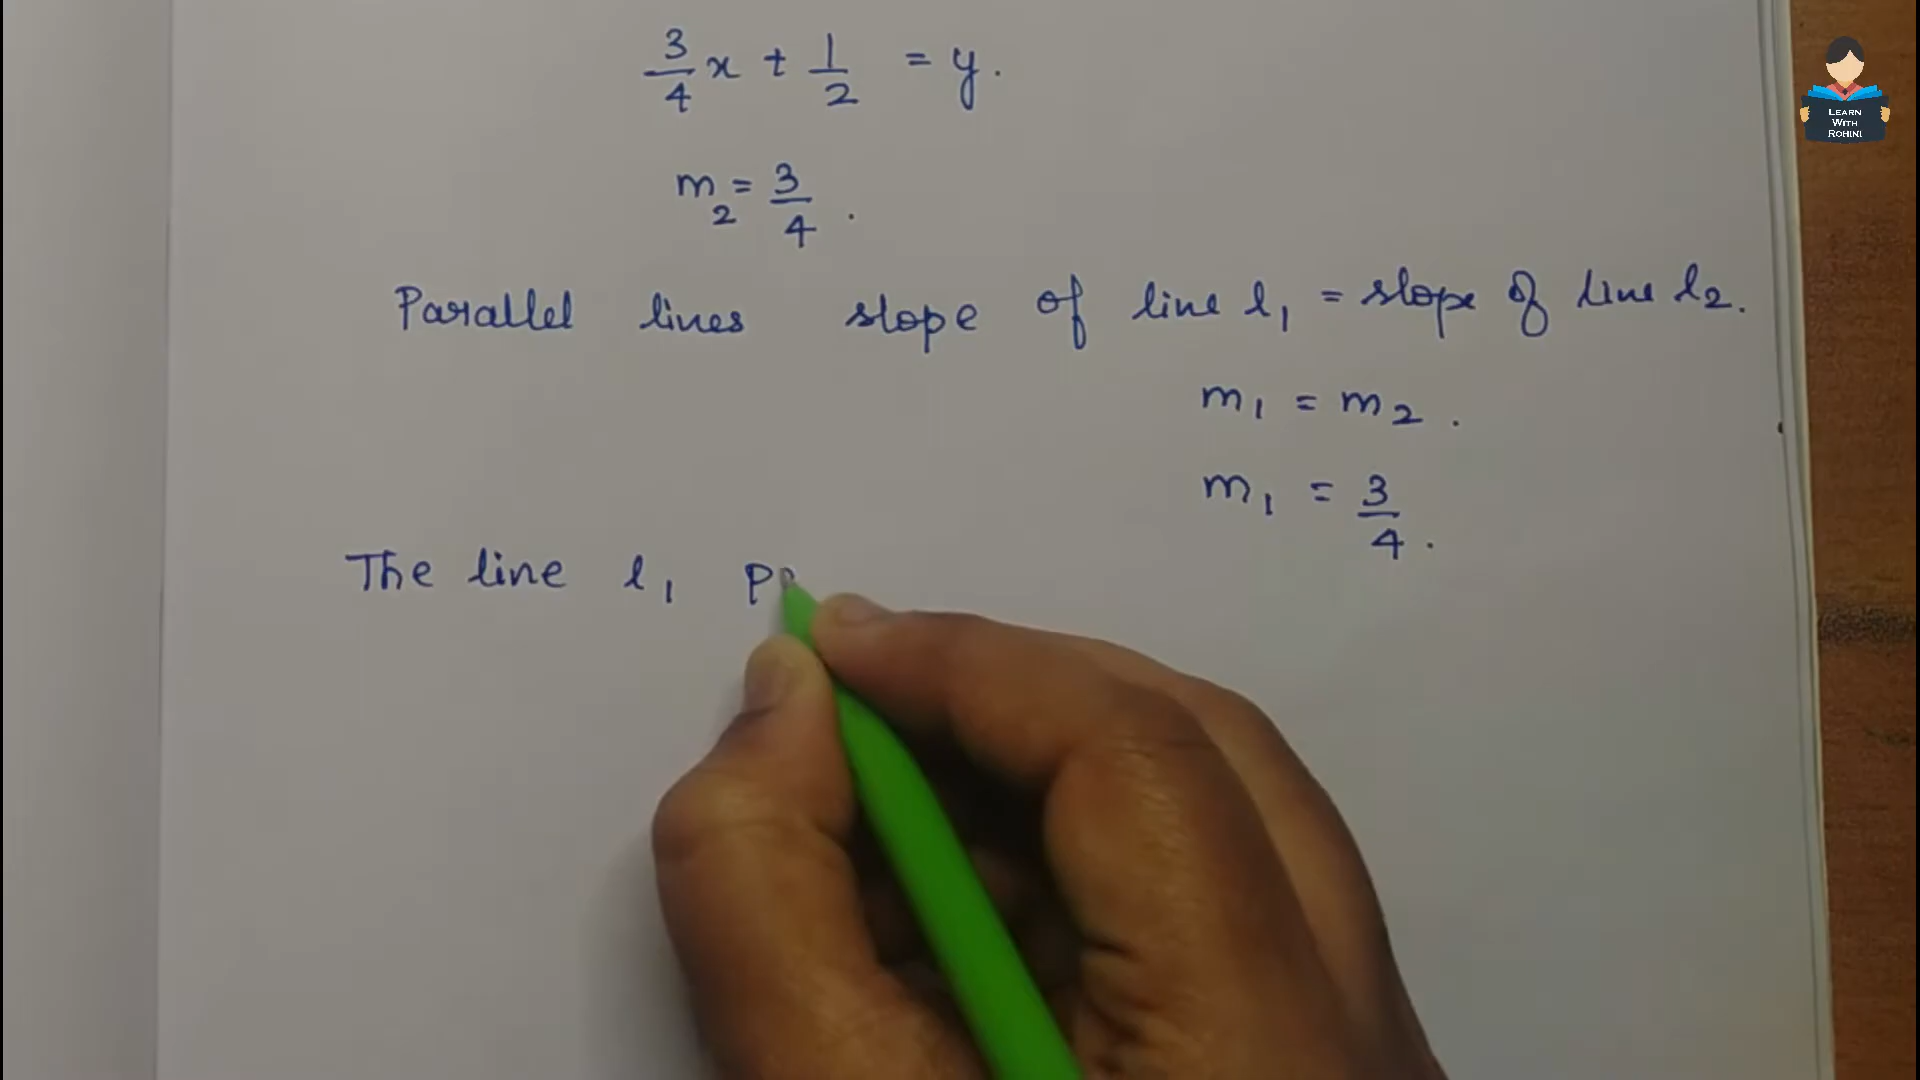 3/4 x + 1/2 = y.
m2 = 3/4.
Parallel lines slope of line l1 = slope of line l2.
m1 = m2.
m1 = 3/4.
The line l1
LEARN
WITH
ROHINI